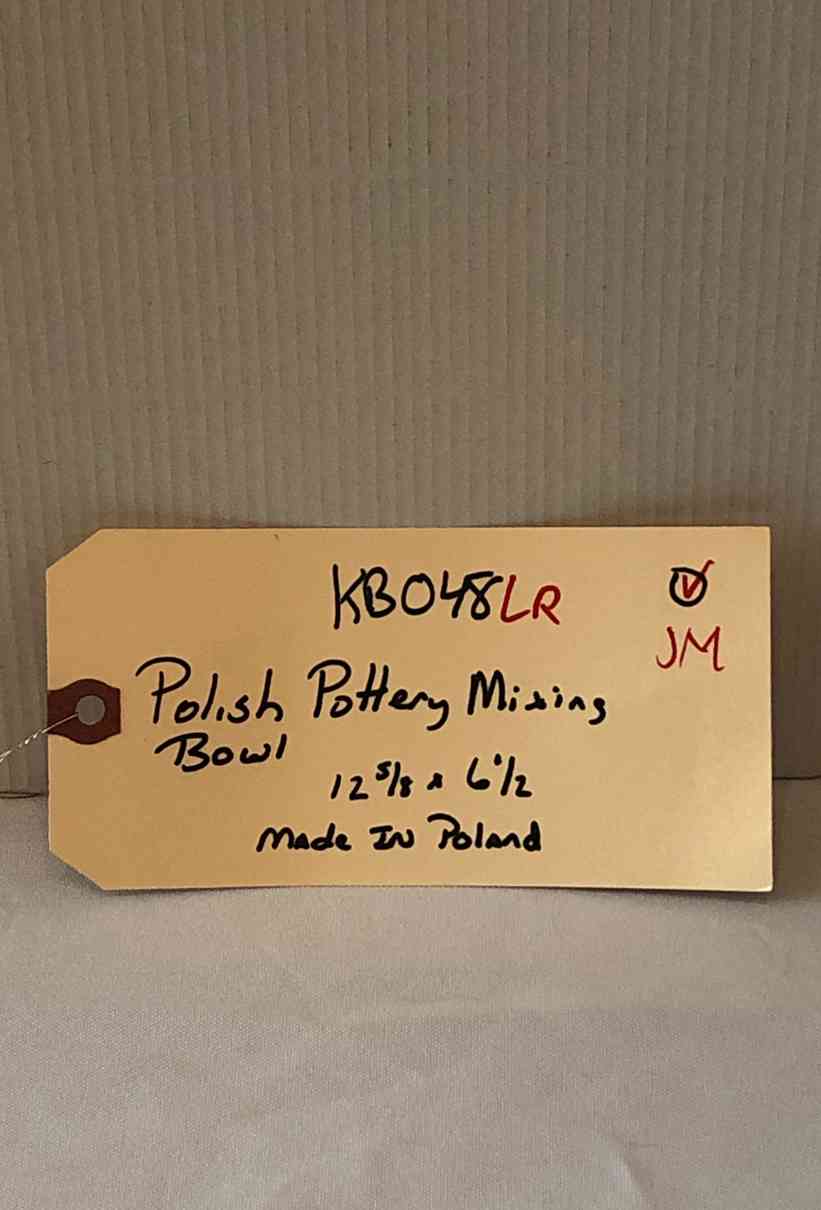 KB048LR
JM
Polish Pottery Mixing
Bowl
12 5/8 x 6 1/2
Made IN Poland